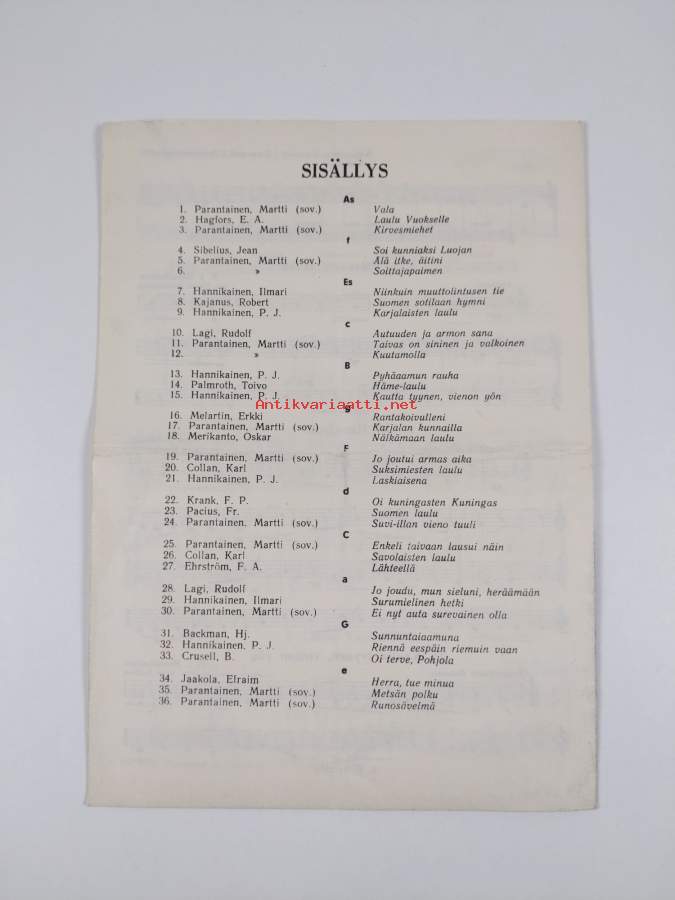 SISÄLLYS
As
1. Parantainen, Martti (sov.) Vala
2. Hagfors, E. A. Laulu Vuokselle
3. Parantainen, Martti (sov.) Kirvesmiehet
f
4. Sibelius, Jean Soi kunniaksi Luojan
5. Parantainen, Martti (sov.) Älä itke, äitini
6. » Soittajapaimen
Es
7. Hannikainen, Ilmari Niinkuin muuttolintusen tie
8. Kajanus, Robert Suomen sotilaan hymni
9. Hannikainen, P. J. Karjalaisten laulu
c
10. Lagi, Rudolf Autuuden ja armon sana
11. Parantainen, Martti (sov.) Taivas on sininen ja valkoinen
12. » Kuutamolla
B
13. Hannikainen, P. J. Pyhäaamun rauha
14. Palmroth, Toivo Häme-laulu
15. Hannikainen, P. J. Kautta tyynen, vienon yön
Antikvariaatti.net
g
16. Melartin, Erkki Rantakoivulleni
17. Parantainen, Martti (sov.) Karjalan kunnailla
18. Merikanto, Oskar Nälkämaan laulu
F
19. Parantainen, Martti (sov.) Jo joutui armas aika
20. Collan, Karl Suksimiesten laulu
21. Hannikainen, P. J. Laskiaisena
d
22. Krank, F. P. Oi kuningasten Kuningas
23. Pacius, Fr. Suomen laulu
24. Parantainen, Martti (sov.) Suvi-illan vieno tuuli
C
25. Parantainen, Martti (sov.) Enkeli taivaan lausui näin
26. Collan, Karl Savolaisten laulu
27. Ehrström, F. A. Lähteellä
a
28. Lagi, Rudolf Jo joudu, mun sieluni, heräämään
29. Hannikainen, Ilmari Surumielinen hetki
30. Parantainen, Martti (sov.) Ei nyt auta surevainen olla
G
31. Backman, Hj. Sunnuntaiaamuna
32. Hannikainen, P. J. Riennä eespäin riemuin vaan
33. Crusell, B. Oi terve, Pohjola
e
34. Jaakola, Efraim Herra, tue minua
35. Parantainen, Martti (sov.) Metsän polku
36. Parantainen, Martti (sov.) Runosävelmä